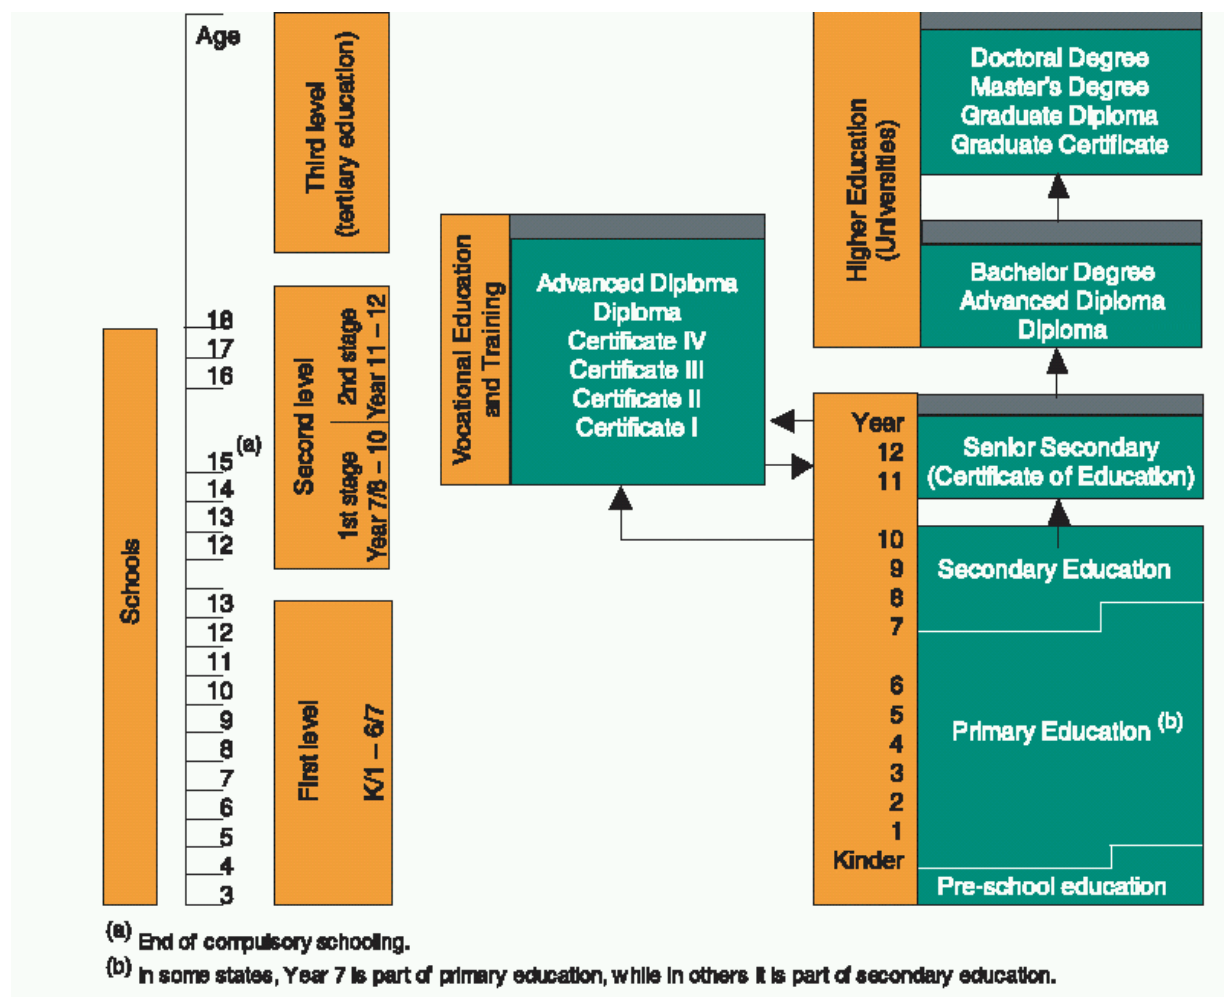 Age
18
17
16
15 (a)
14
13
12
13
12
11
10
9
8
7
6
5
4
3
Schools
Third level
(tertiary education)
Second level
2nd stage
Year 11 – 12
1st stage
Year 7/8 – 10
First level
K/1 – 6/7
Vocational Education
and Training
Advanced Diploma
Diploma
Certificate IV
Certificate III
Certificate II
Certificate I
Higher Education
(Universities)
Doctoral Degree
Master's Degree
Graduate Diploma
Graduate Certificate
Bachelor Degree
Advanced Diploma
Diploma
Year
12
11
10
9
8
7
6
5
4
3
2
1
Kinder
Senior Secondary
(Certificate of Education)
Secondary Education
Primary Education (b)
Pre-school education
(a) End of compulsory schooling.
(b) In some states, Year 7 is part of primary education, while in others it is part of secondary education.